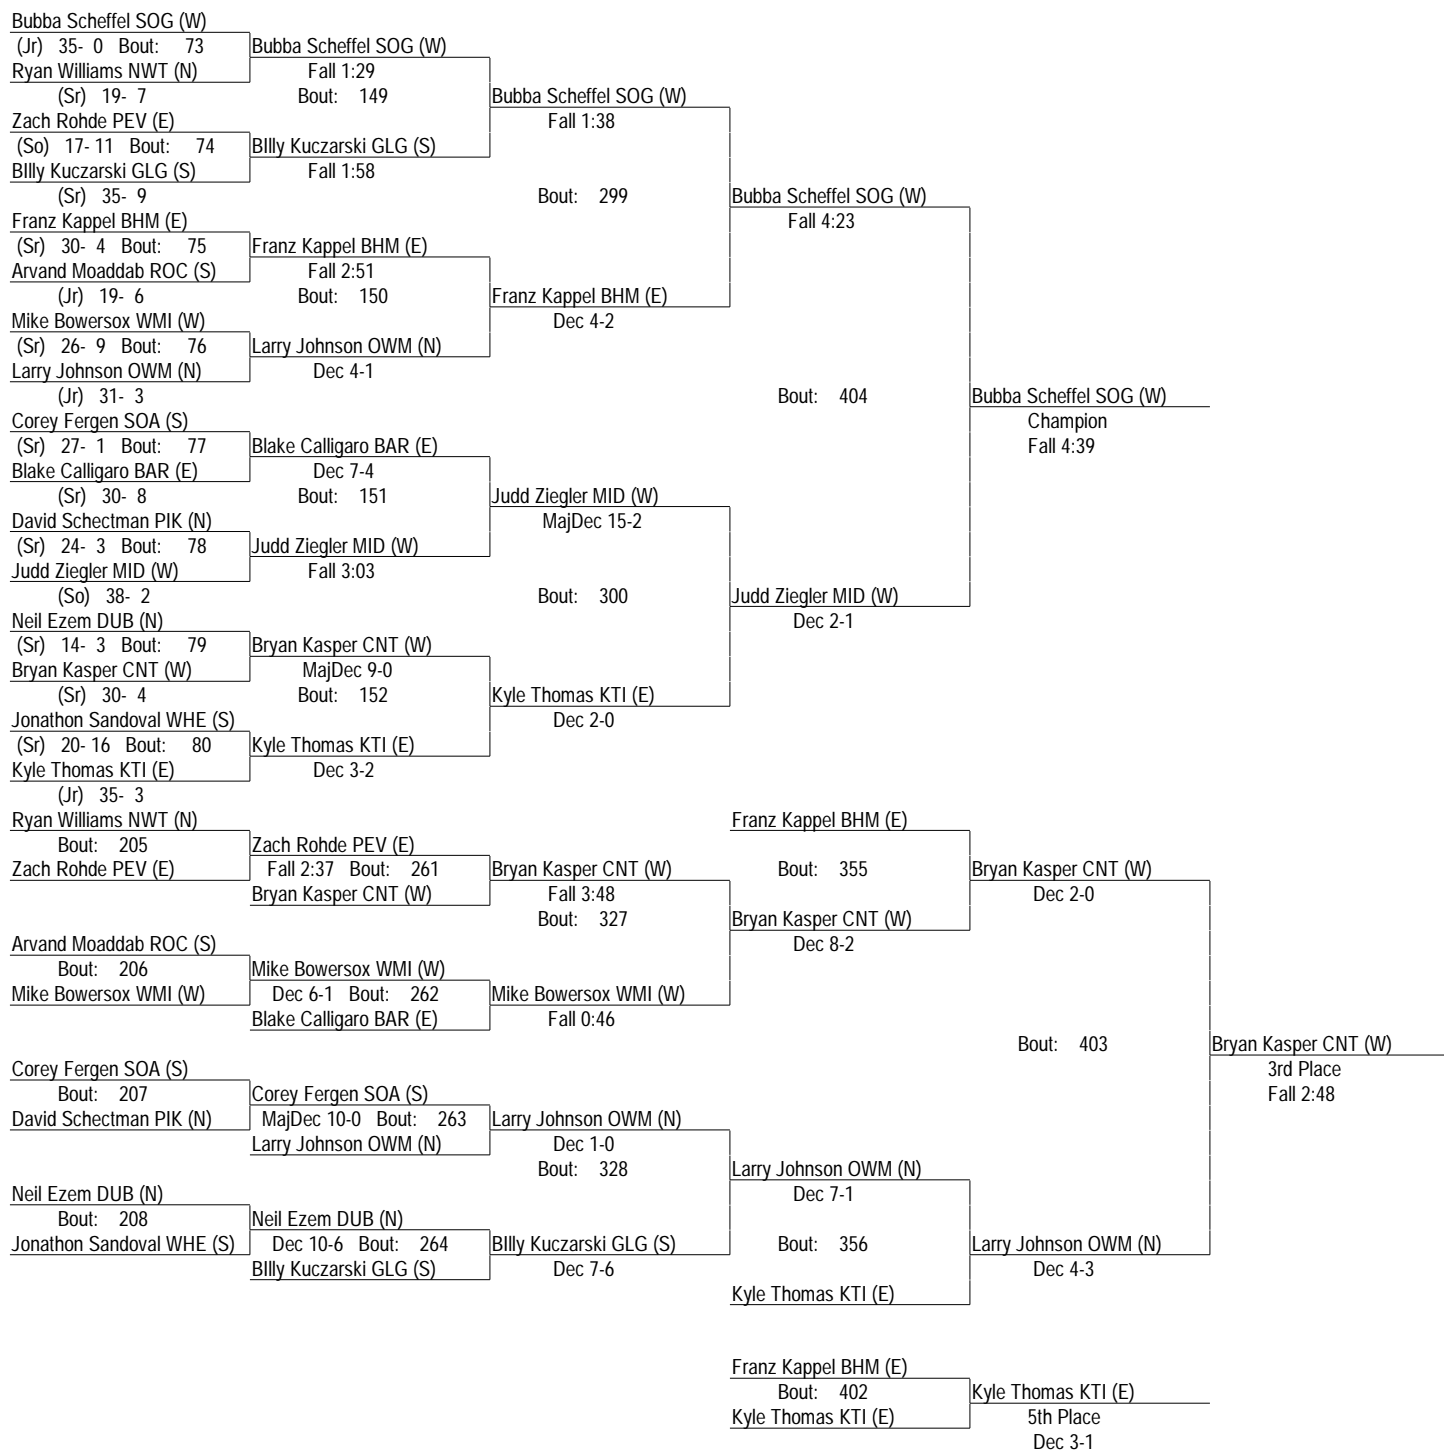 Bubba Scheffel SOG (W)
(Jr) 35- 0 Bout: 73 Bubba Scheffel SOG (W)
Ryan Williams NWT (N) Fall 1:29
(Sr) 19- 7 Bout: 149 Bubba Scheffel SOG (W)
Zach Rohde PEV (E) Fall 1:38
(So) 17- 11 Bout: 74 BIlly Kuczarski GLG (S)
BIlly Kuczarski GLG (S) Fall 1:58
(Sr) 35- 9 Bout: 299 Bubba Scheffel SOG (W)
Franz Kappel BHM (E) Fall 4:23
(Sr) 30- 4 Bout: 75 Franz Kappel BHM (E)
Arvand Moaddab ROC (S) Fall 2:51
(Jr) 19- 6 Bout: 150 Franz Kappel BHM (E)
Mike Bowersox WMI (W) Dec 4-2
(Sr) 26- 9 Bout: 76 Larry Johnson OWM (N)
Larry Johnson OWM (N) Dec 4-1
(Jr) 31- 3 Bout: 404 Bubba Scheffel SOG (W)
Corey Fergen SOA (S) Champion
(Sr) 27- 1 Bout: 77 Blake Calligaro BAR (E) Fall 4:39
Blake Calligaro BAR (E) Dec 7-4
(Sr) 30- 8 Bout: 151 Judd Ziegler MID (W)
David Schectman PIK (N) MajDec 15-2
(Sr) 24- 3 Bout: 78 Judd Ziegler MID (W)
Judd Ziegler MID (W) Fall 3:03
(So) 38- 2 Bout: 300 Judd Ziegler MID (W)
Neil Ezem DUB (N) Dec 2-1
(Sr) 14- 3 Bout: 79 Bryan Kasper CNT (W)
Bryan Kasper CNT (W) MajDec 9-0
(Sr) 30- 4 Bout: 152 Kyle Thomas KTI (E)
Jonathon Sandoval WHE (S) Dec 2-0
(Sr) 20- 16 Bout: 80 Kyle Thomas KTI (E)
Kyle Thomas KTI (E) Dec 3-2
(Jr) 35- 3
Ryan Williams NWT (N) Franz Kappel BHM (E)
Bout: 205 Zach Rohde PEV (E)
Zach Rohde PEV (E) Fall 2:37 Bout: 261 Bryan Kasper CNT (W) Bout: 355 Bryan Kasper CNT (W)
Bryan Kasper CNT (W) Fall 3:48 Dec 2-0
Bout: 327 Bryan Kasper CNT (W)
Arvand Moaddab ROC (S) Dec 8-2
Bout: 206 Mike Bowersox WMI (W)
Mike Bowersox WMI (W) Dec 6-1 Bout: 262 Mike Bowersox WMI (W)
Blake Calligaro BAR (E) Fall 0:46
Bout: 403 Bryan Kasper CNT (W)
Corey Fergen SOA (S) 3rd Place
Bout: 207 Corey Fergen SOA (S) Fall 2:48
David Schectman PIK (N) MajDec 10-0 Bout: 263 Larry Johnson OWM (N)
Larry Johnson OWM (N) Dec 1-0
Bout: 328 Larry Johnson OWM (N)
Neil Ezem DUB (N) Dec 7-1
Bout: 208 Neil Ezem DUB (N)
Jonathon Sandoval WHE (S) Dec 10-6 Bout: 264 BIlly Kuczarski GLG (S) Bout: 356 Larry Johnson OWM (N)
BIlly Kuczarski GLG (S) Dec 7-6 Dec 4-3
Kyle Thomas KTI (E)
Franz Kappel BHM (E)
Bout: 402 Kyle Thomas KTI (E)
Kyle Thomas KTI (E) 5th Place
Dec 3-1